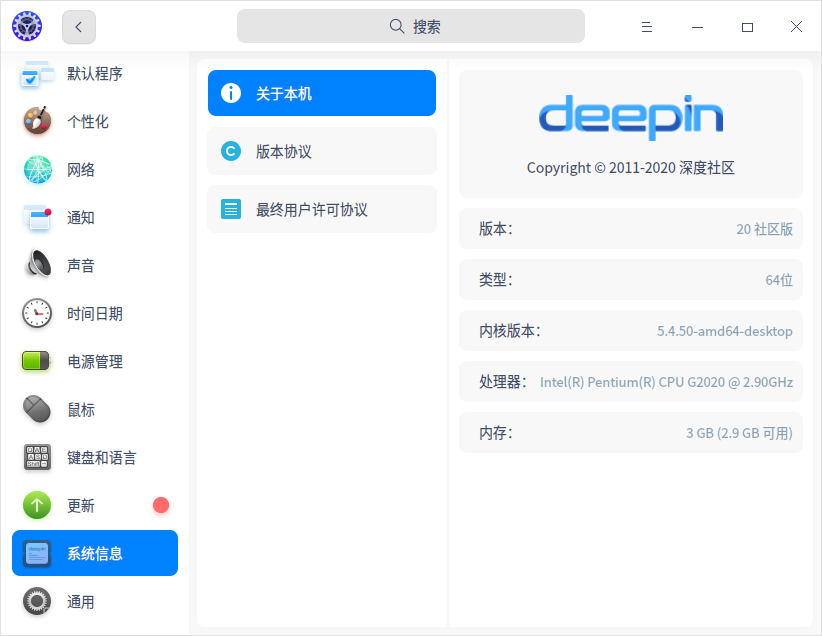 搜索
默认程序
个性化
网络
通知
声音
时间日期
电源管理
鼠标
键盘和语言
更新
系统信息
通用
关于本机
版本协议
最终用户许可协议
deepin
Copyright © 2011-2020 深度社区
版本: 20 社区版
类型: 64位
内核版本: 5.4.50-amd64-desktop
处理器: Intel(R) Pentium(R) CPU G2020 @ 2.90GHz
内存: 3 GB (2.9 GB 可用)